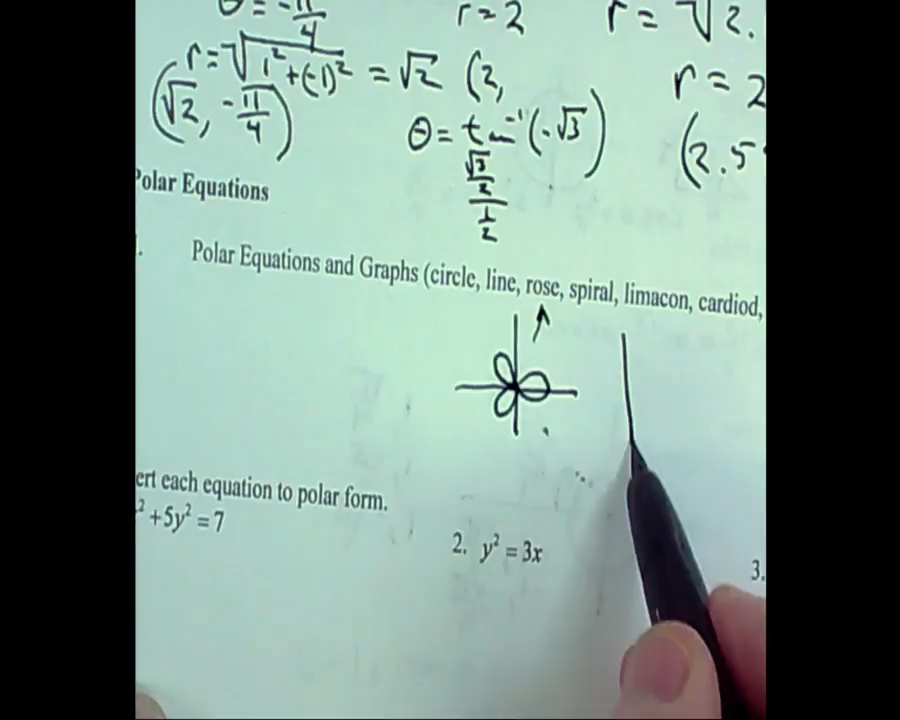 θ = -π/4
r = 2
r = √2.
r = √1² + (-1)² = √2 (2,
r = 2
(√2, -π/4)
θ = tan⁻¹(-√3)
(2.5
√3/2
1/2
Polar Equations
Polar Equations and Graphs (circle, line, rose, spiral, limacon, cardiod,
ert each equation to polar form.
² + 5y² = 7
2. y² = 3x
3.